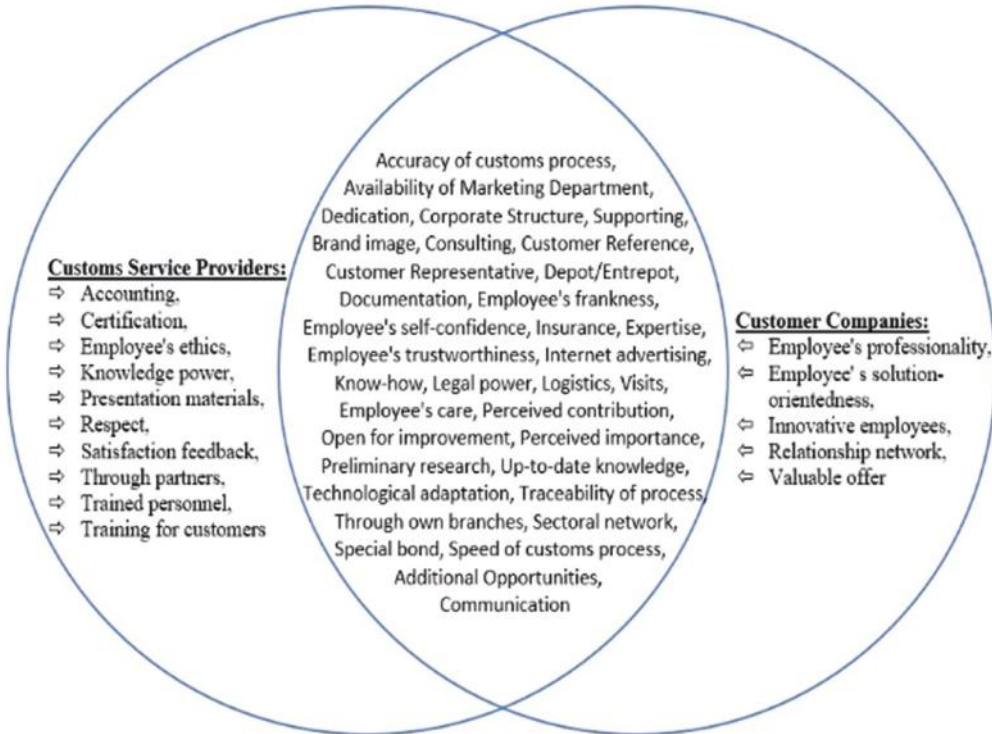 Customs Service Providers:
⇨ Accounting,
⇨ Certification,
⇨ Employee's ethics,
⇨ Knowledge power,
⇨ Presentation materials,
⇨ Respect,
⇨ Satisfaction feedback,
⇨ Through partners,
⇨ Trained personnel,
⇨ Training for customers
Accuracy of customs process,
Availability of Marketing Department,
Dedication, Corporate Structure, Supporting,
Brand image, Consulting, Customer Reference,
Customer Representative, Depot/Entrepot,
Documentation, Employee's frankness,
Employee's self-confidence, Insurance, Expertise,
Employee's trustworthiness, Internet advertising,
Know-how, Legal power, Logistics, Visits,
Employee's care, Perceived contribution,
Open for improvement, Perceived importance,
Preliminary research, Up-to-date knowledge,
Technological adaptation, Traceability of process,
Through own branches, Sectoral network,
Special bond, Speed of customs process,
Additional Opportunities,
Communication
Customer Companies:
⇦ Employee's professionality,
⇦ Employee' s solution-
orientedness,
⇦ Innovative employees,
⇦ Relationship network,
⇦ Valuable offer